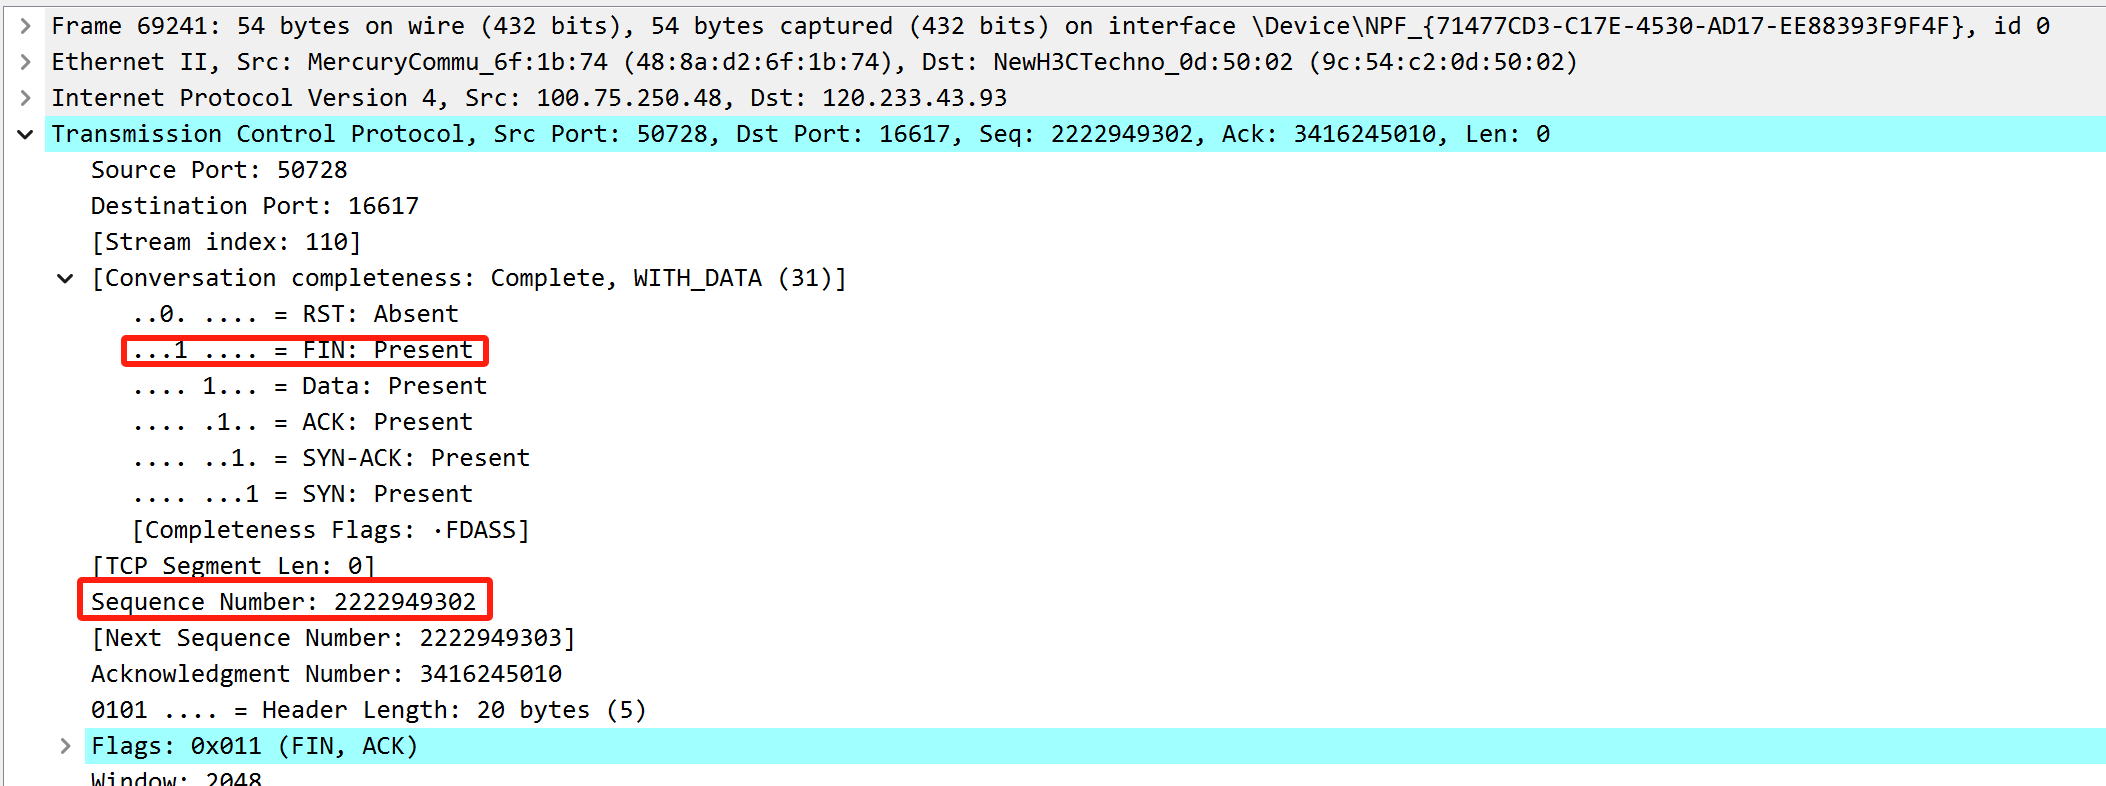 Frame 69241: 54 bytes on wire (432 bits), 54 bytes captured (432 bits) on interface \Device\NPF_{71477CD3-C17E-4530-AD17-EE88393F9F4F}, id 0
Ethernet II, Src: MercuryCommu_6f:1b:74 (48:8a:d2:6f:1b:74), Dst: NewH3CTechno_0d:50:02 (9c:54:c2:0d:50:02)
Internet Protocol Version 4, Src: 100.75.250.48, Dst: 120.233.43.93
Transmission Control Protocol, Src Port: 50728, Dst Port: 16617, Seq: 2222949302, Ack: 3416245010, Len: 0
Source Port: 50728
Destination Port: 16617
[Stream index: 110]
[Conversation completeness: Complete, WITH_DATA (31)]
..0. .... = RST: Absent
...1 .... = FIN: Present
.... 1... = Data: Present
.... .1.. = ACK: Present
.... ..1. = SYN-ACK: Present
.... ...1 = SYN: Present
[Completeness Flags: ·FDASS]
[TCP Segment Len: 0]
Sequence Number: 2222949302
[Next Sequence Number: 2222949303]
Acknowledgment Number: 3416245010
0101 .... = Header Length: 20 bytes (5)
Flags: 0x011 (FIN, ACK)
Window: 2048